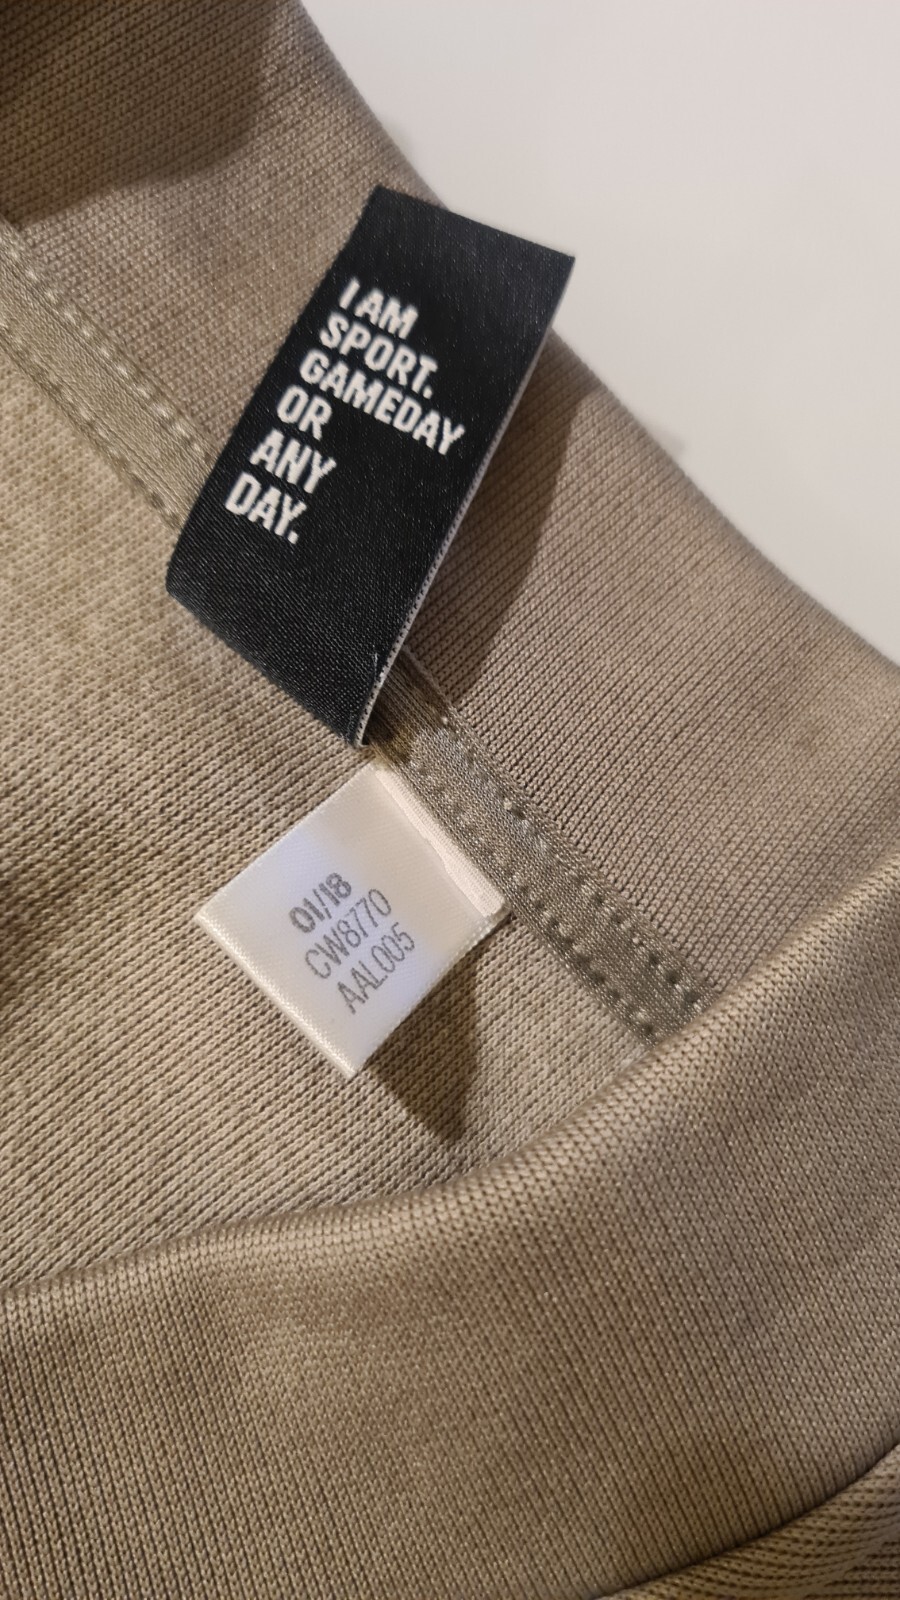 I AM
SPORT.
GAMEDAY
OR
ANY
DAY.
01/18
CW8770
AAL005